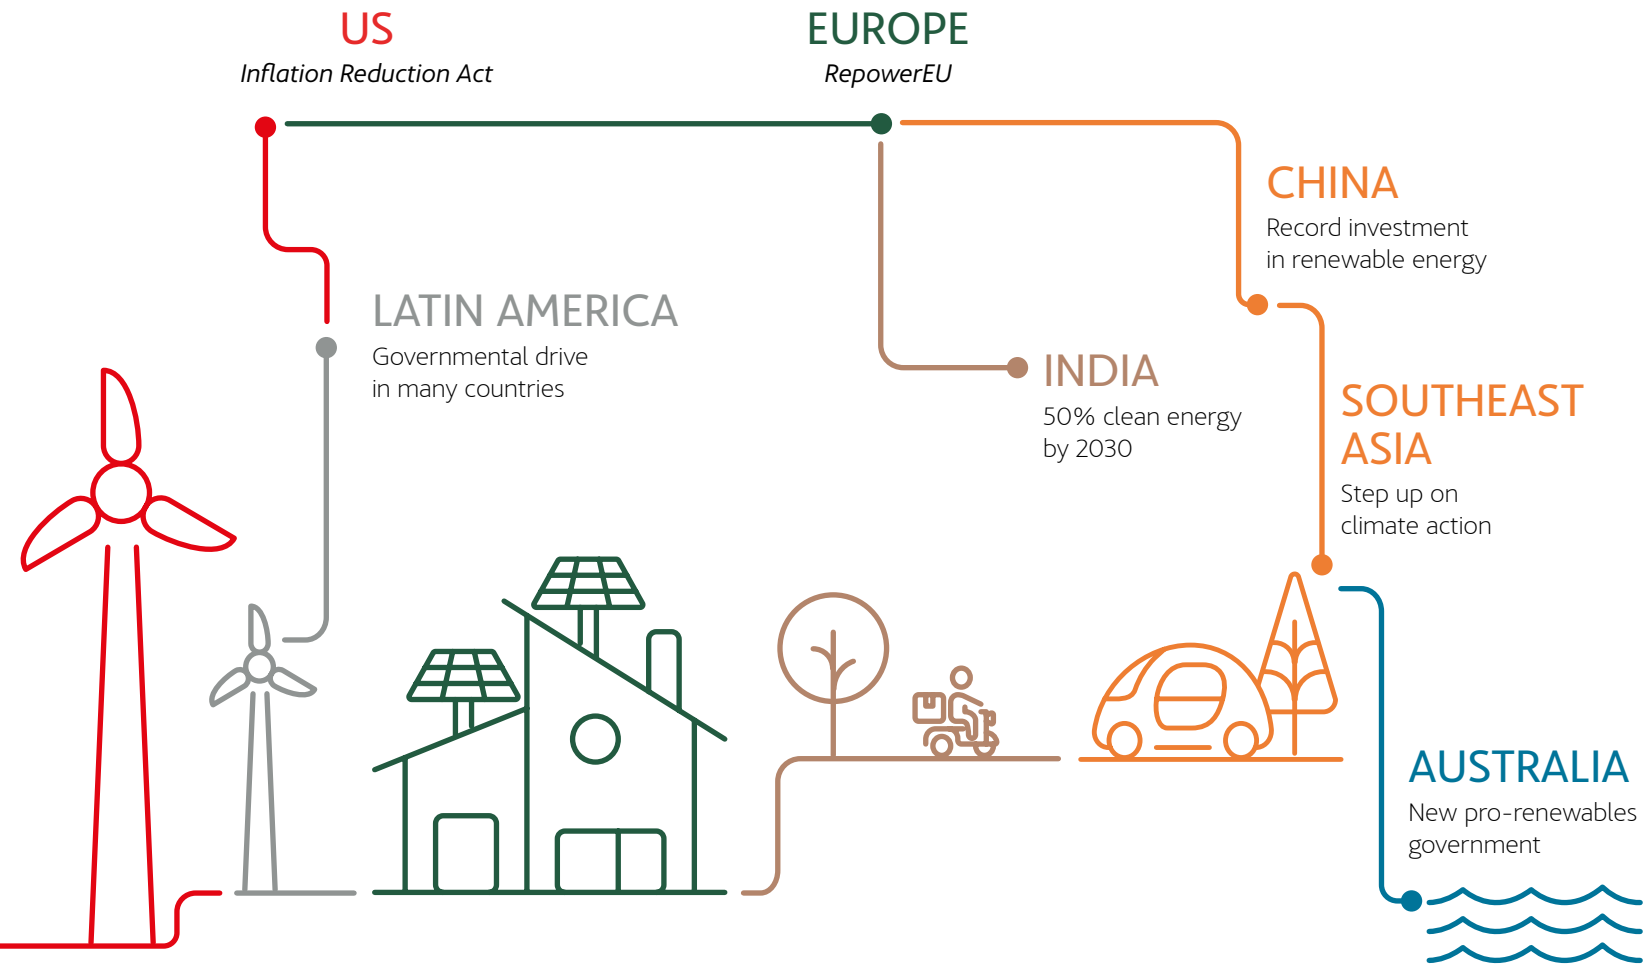 US
Inflation Reduction Act
EUROPE
RepowerEU
CHINA
Record investment
in renewable energy
LATIN AMERICA
Governmental drive
in many countries
INDIA
50% clean energy
by 2030
SOUTHEAST
ASIA
Step up on
climate action
AUSTRALIA
New pro-renewables
government